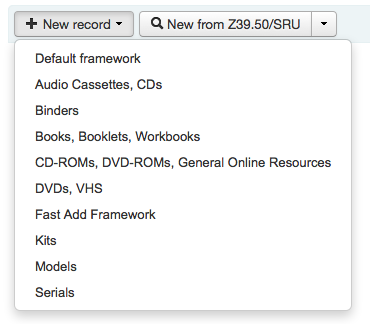 New record
New from Z39.50/SRU
Default framework
Audio Cassettes, CDs
Binders
Books, Booklets, Workbooks
CD-ROMs, DVD-ROMs, General Online Resources
DVDs, VHS
Fast Add Framework
Kits
Models
Serials